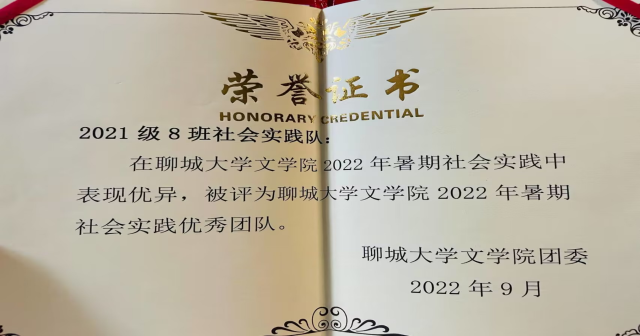 荣誉证书
HONORARY CREDENTIAL
2021 级 8 班社会实践队：
在聊城大学文学院 2022 年暑期社会实践中
表现优异，被评为聊城大学文学院 2022 年暑期
社会实践优秀团队。
聊城大学文学院团委
2022 年 9 月